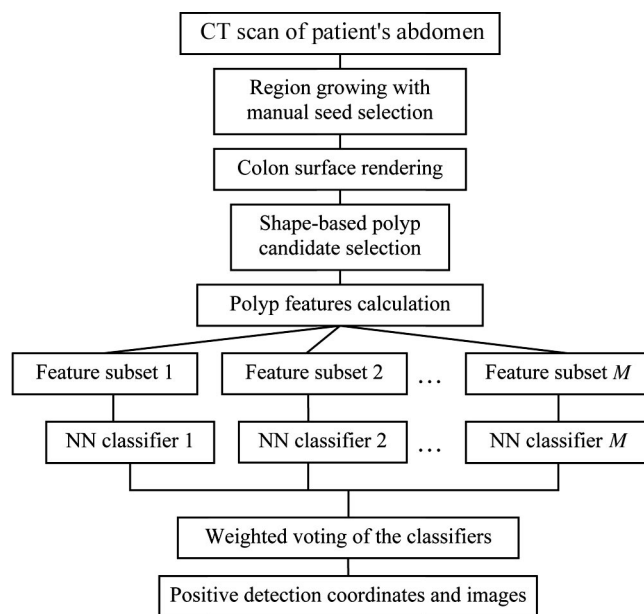 CT scan of patient's abdomen
Region growing with
manual seed selection
Colon surface rendering
Shape-based polyp
candidate selection
Polyp features calculation
Feature subset 1
Feature subset 2
...
Feature subset M
NN classifier 1
NN classifier 2
...
NN classifier M
Weighted voting of the classifiers
Positive detection coordinates and images